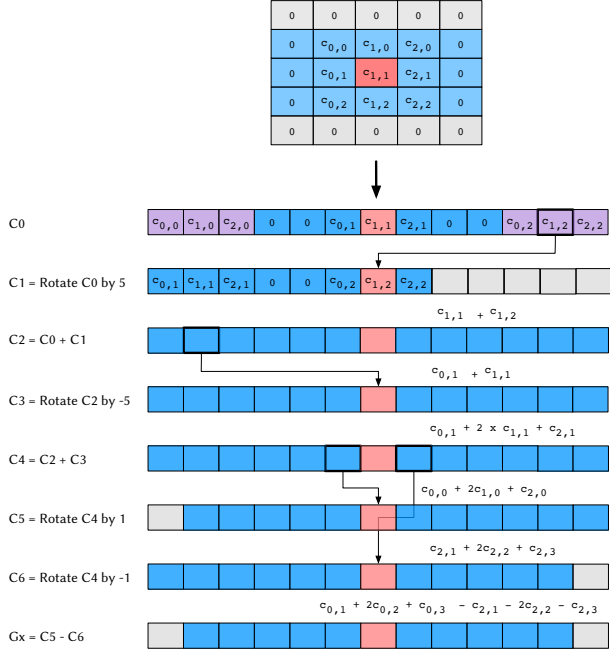 0 0 0 0 0
0 c0,0 c1,0 c2,0 0
0 c0,1 c1,1 c2,1 0
0 c0,2 c1,2 c2,2 0
0 0 0 0 0
C0 c0,0 c1,0 c2,0 0 0 c0,1 c1,1 c2,1 0 0 c0,2 c1,2 c2,2
C1 = Rotate C0 by 5 c0,1 c1,1 c2,1 0 0 c0,2 c1,2 c2,2
c1,1 + c1,2
C2 = C0 + C1
c0,1 + c1,1
C3 = Rotate C2 by -5
c0,1 + 2 x c1,1 + c2,1
C4 = C2 + C3
c0,0 + 2c1,0 + c2,0
C5 = Rotate C4 by 1
c2,1 + 2c2,2 + c2,3
C6 = Rotate C4 by -1
c0,1 + 2c0,2 + c0,3 - c2,1 - 2c2,2 - c2,3
Gx = C5 - C6